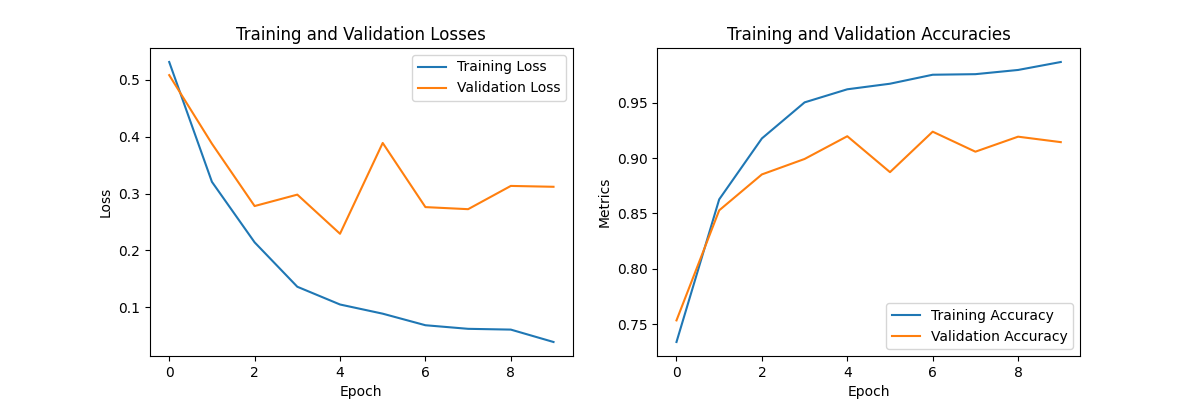 Training and Validation Losses
Training Loss
Validation Loss
0.5
0.4
0.3
0.2
0.1
Loss
0 2 4 6 8
Epoch
Training and Validation Accuracies
0.95
0.90
0.85
0.80
0.75
Metrics
Training Accuracy
Validation Accuracy
0 2 4 6 8
Epoch